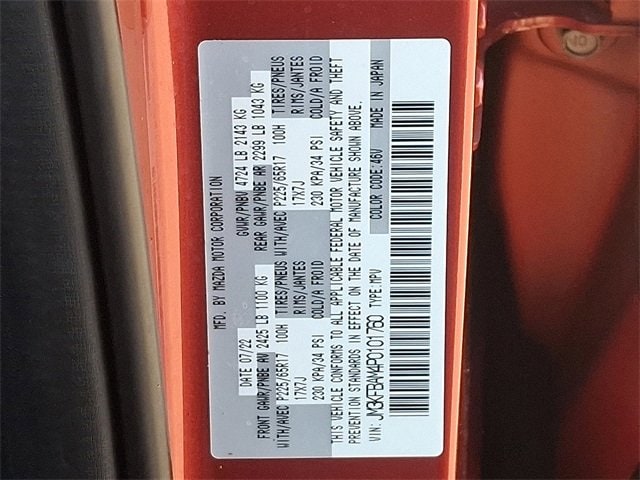 MFD. BY MAZDA MOTOR CORPORATION
DATE 07/22 GVWR/PNBV 4724 LB 2143 KG
FRONT GAWR/PNBE AV 2425 LB 1100 KG REAR GAWR/PNBE AR 2299 LB 1043 KG
WITH/AVEC P225/65R17 100H TIRES/PNEUS WITH/AVEC P225/65R17 100H TIRES/PNEUS
17X7J RIMS/JANTES 17X7J RIMS/JANTES
230 KPA/34 PSI COLD/A FROID 230 KPA/34 PSI COLD/A FROID
THIS VEHICLE CONFORMS TO ALL APPLICABLE FEDERAL MOTOR VEHICLE SAFETY AND THEFT
PREVENTION STANDARDS IN EFFECT ON THE DATE OF MANUFACTURE SHOWN ABOVE.
VIN: JM3KFBAM4P0101760 TYPE:MPV COLOR CODE:46V MADE IN JAPAN
10